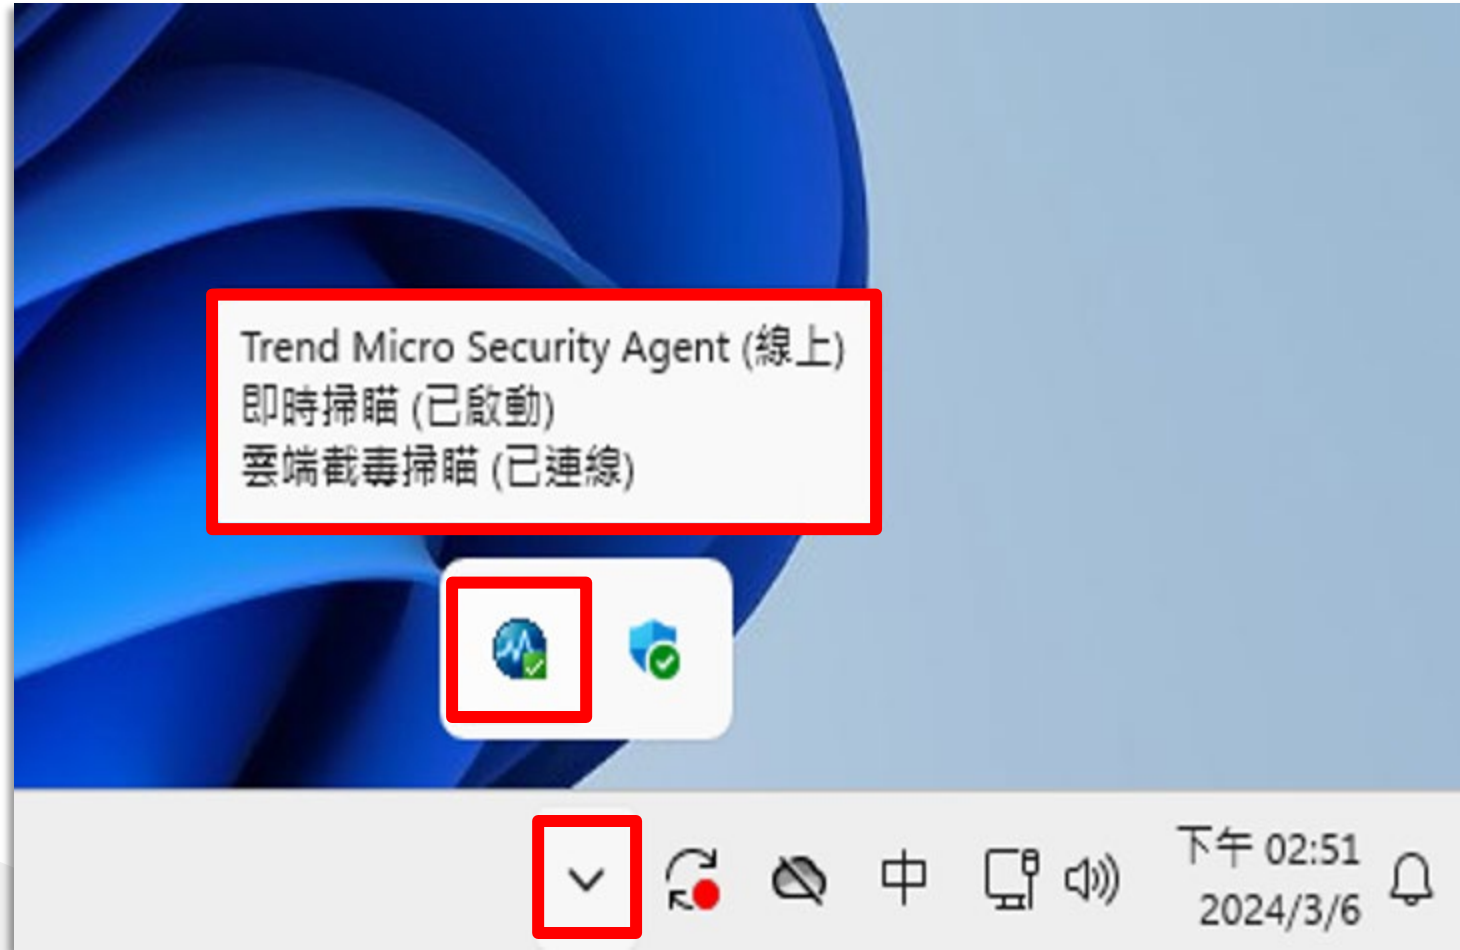 Trend Micro Security Agent (線上)
即時掃瞄 (已啟動)
雲端截毒掃瞄 (已連線)
中
下午 02:51
2024/3/6